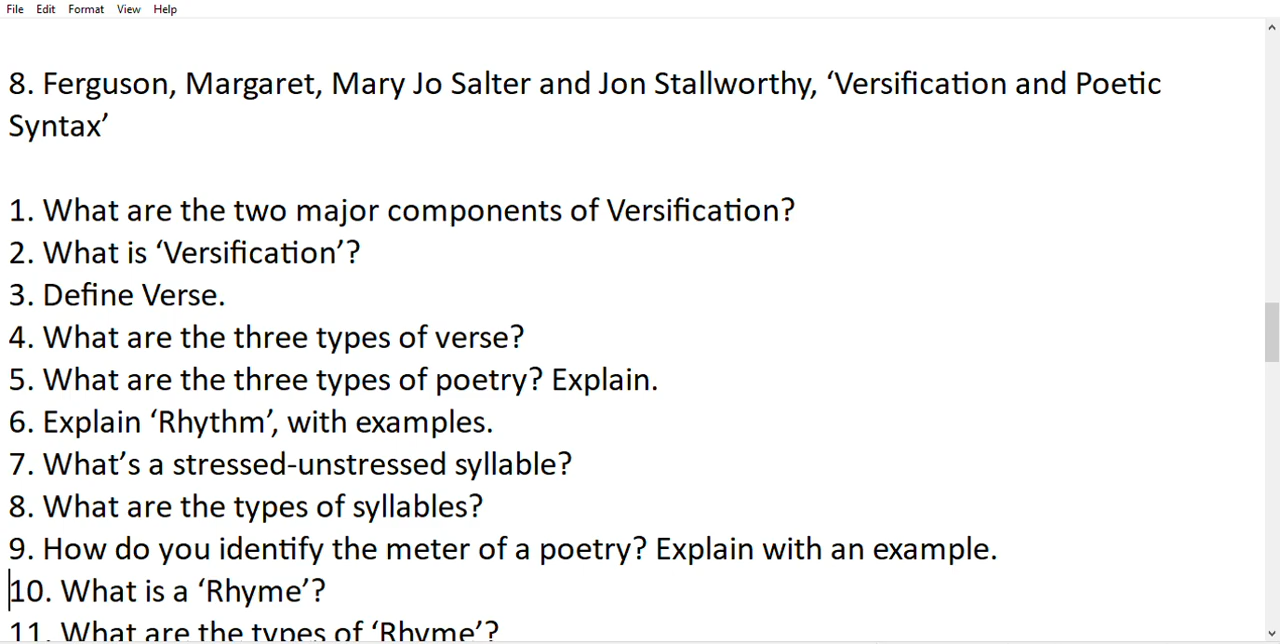 File Edit Format View Help
8. Ferguson, Margaret, Mary Jo Salter and Jon Stallworthy, ‘Versification and Poetic
Syntax’
1. What are the two major components of Versification?
2. What is ‘Versification’?
3. Define Verse.
4. What are the three types of verse?
5. What are the three types of poetry? Explain.
6. Explain ‘Rhythm’, with examples.
7. What’s a stressed-unstressed syllable?
8. What are the types of syllables?
9. How do you identify the meter of a poetry? Explain with an example.
10. What is a ‘Rhyme’?
11. What are the types of ‘Rhyme’?